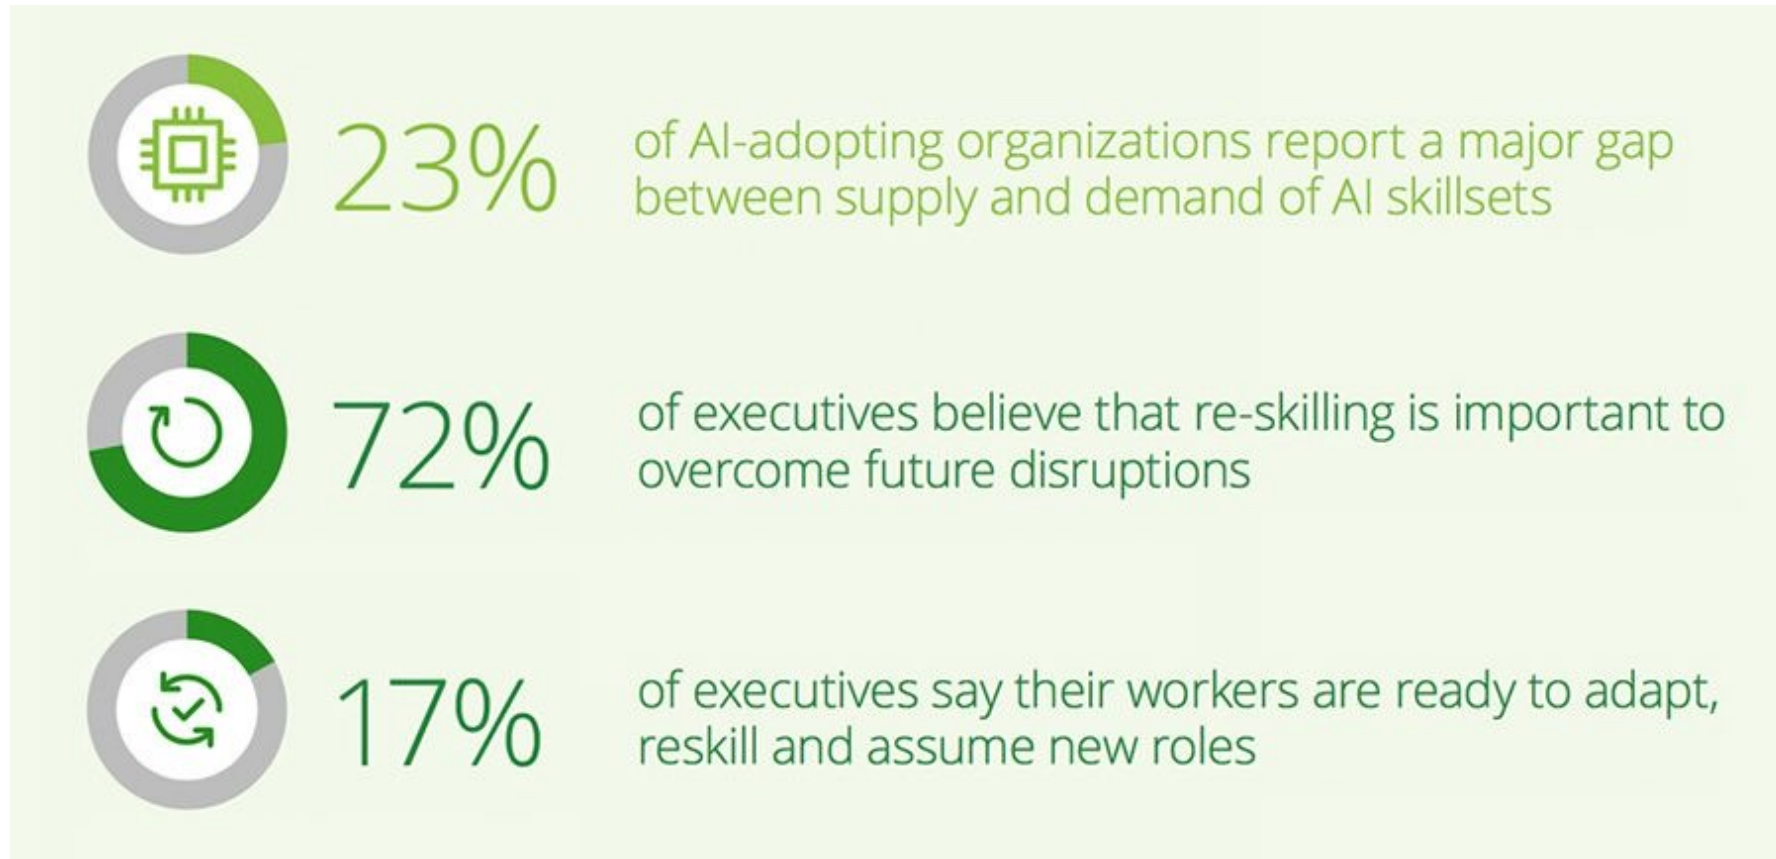 23%
of AI-adopting organizations report a major gap
between supply and demand of AI skillsets
72%
of executives believe that re-skilling is important to
overcome future disruptions
17%
of executives say their workers are ready to adapt,
reskill and assume new roles